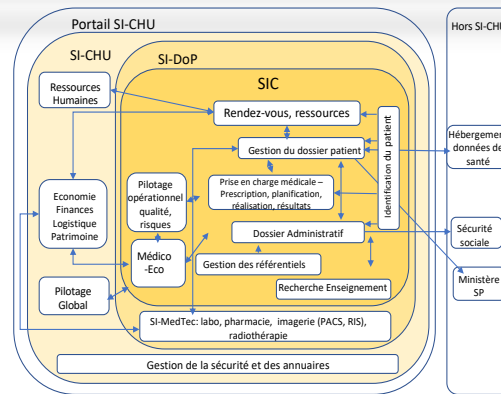 Portail SI-CHU
Hors SI-CHU
SI-CHU
SI-DoP
SIC
Ressources
Humaines
Rendez-vous, ressources
Gestion du dossier patient
Identification du patient
Hébergement
données de
santé
Prise en charge médicale –
Prescription, planification,
réalisation, résultats
Pilotage
opérationnel
qualité,
risques
Economie
Finances
Logistique
Patrimoine
Dossier Administratif
Sécurité
sociale
Médico
-Eco
Gestion des référentiels
Pilotage
Global
Recherche Enseignement
Ministère
SP
SI-MedTec: labo, pharmacie, imagerie (PACS, RIS),
radiothérapie
Gestion de la sécurité et des annuaires